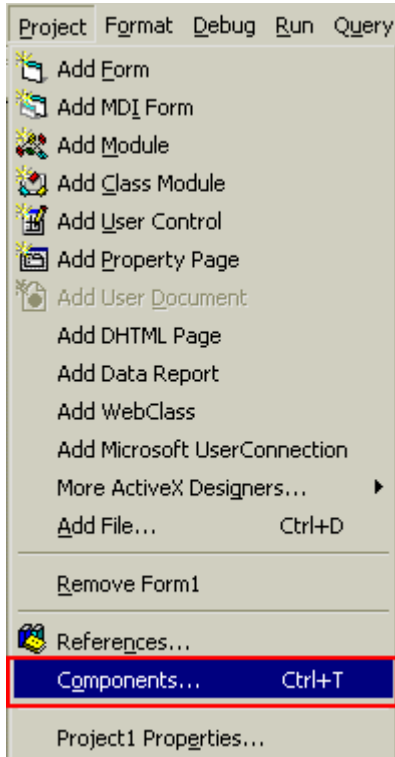 Project Format Debug Run Query
Add Form
Add MDI Form
Add Module
Add Class Module
Add User Control
Add Property Page
Add User Document
Add DHTML Page
Add Data Report
Add WebClass
Add Microsoft UserConnection
More ActiveX Designers...
Add File... Ctrl+D
Remove Form1
References...
Components... Ctrl+T
Project1 Properties...